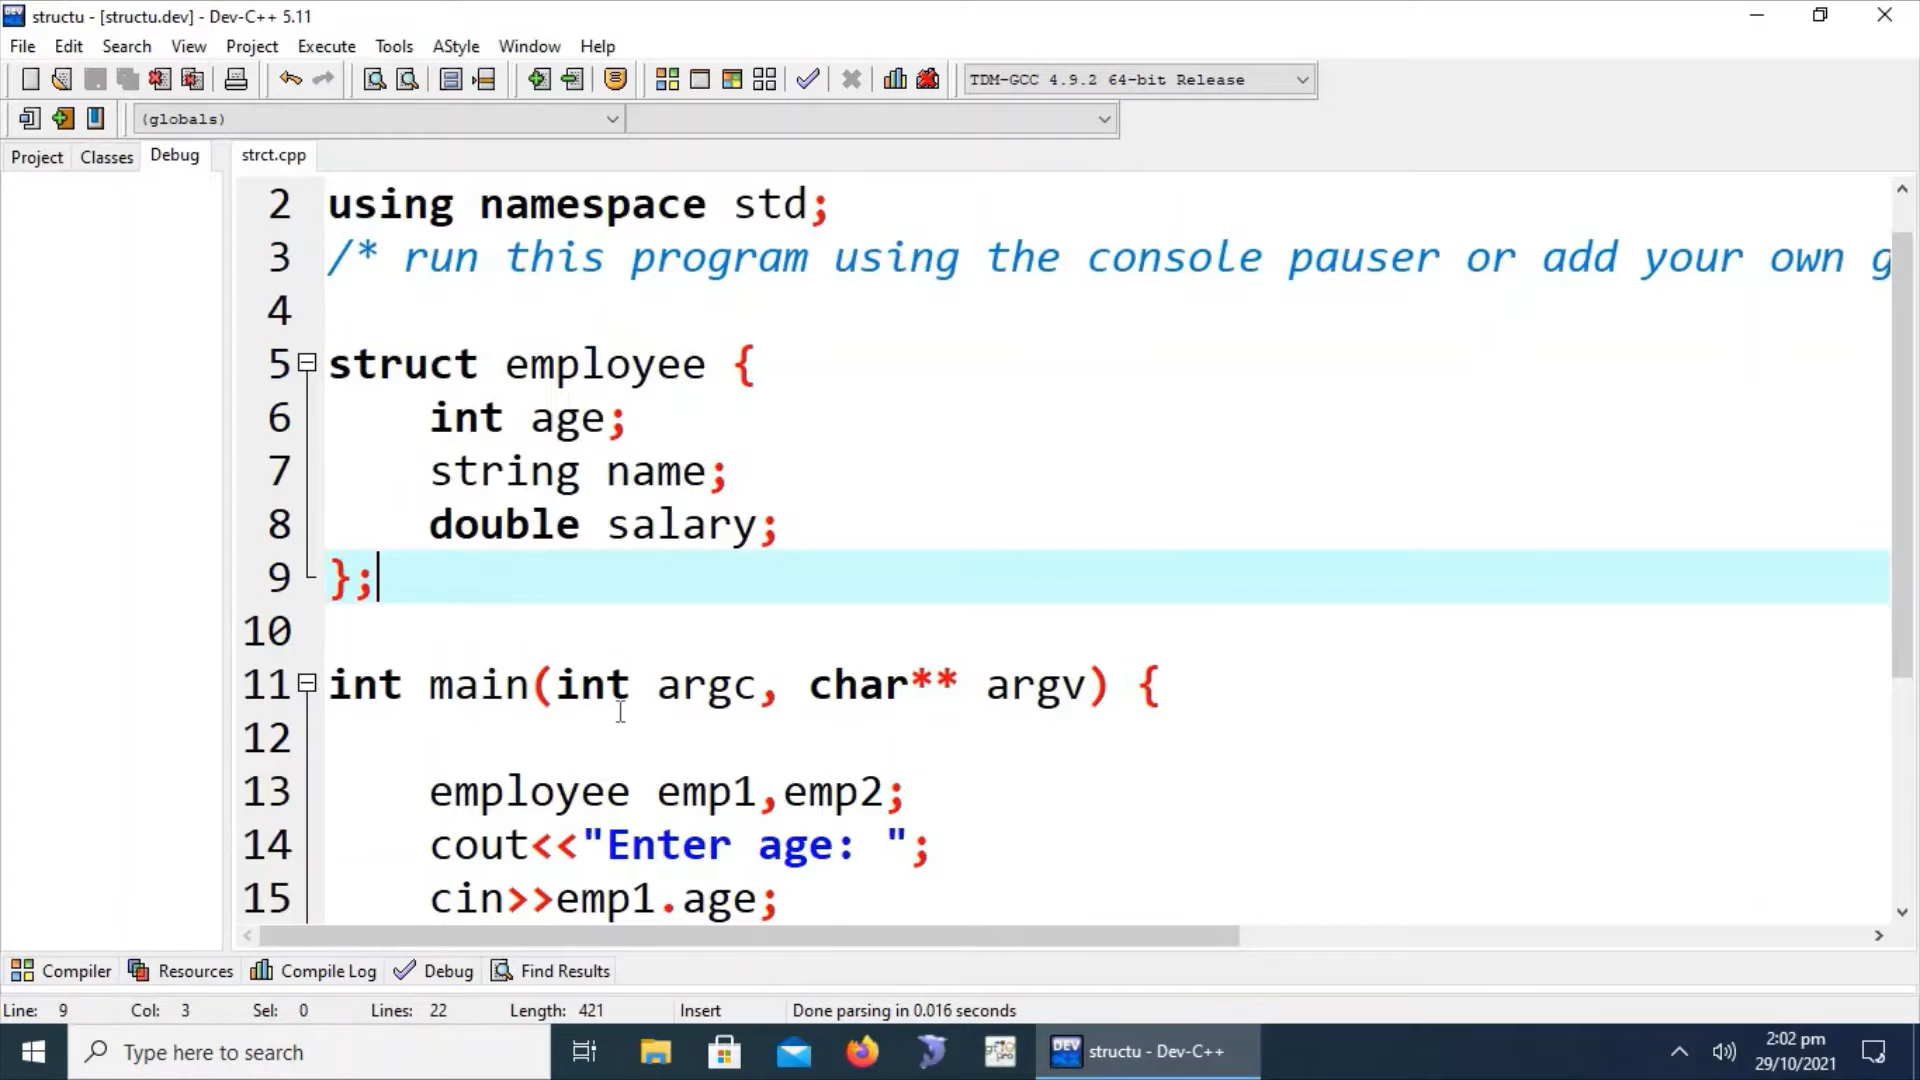 structu - [structu.dev] - Dev-C++ 5.11
File Edit Search View Project Execute Tools AStyle Window Help
TDM-GCC 4.9.2 64-bit Release
(globals)
Project Classes Debug strct.cpp
2 using namespace std;
3 /* run this program using the console pauser or add your own g
4
5 struct employee {
6 int age;
7 string name;
8 double salary;
9 };
10
11 int main(int argc, char** argv) {
12
13 employee emp1,emp2;
14 cout<<"Enter age: ";
15 cin>>emp1.age;
Compiler Resources Compile Log Debug Find Results
Line: 9 Col: 3 Sel: 0 Lines: 22 Length: 421 Insert Done parsing in 0.016 seconds
Type here to search
DEV structu - Dev-C++
2:02 pm
29/10/2021